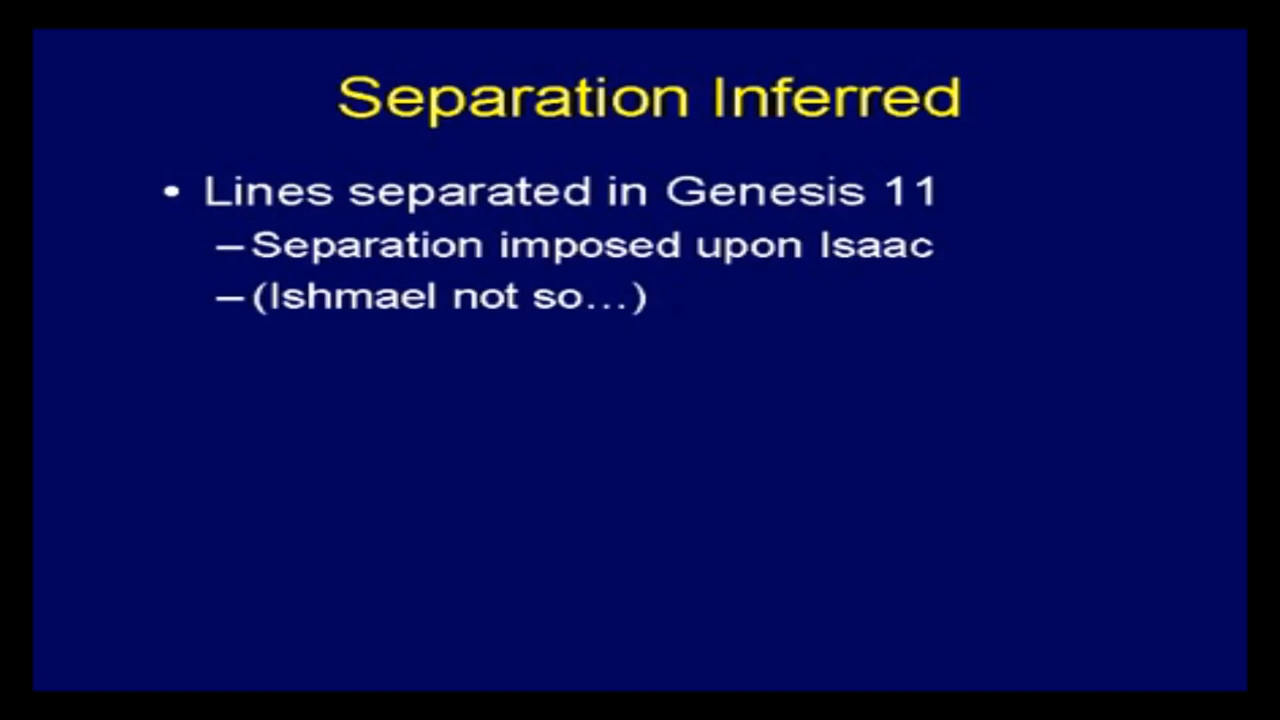 Separation Inferred
• Lines separated in Genesis 11
–Separation imposed upon Isaac
–(Ishmael not so...)